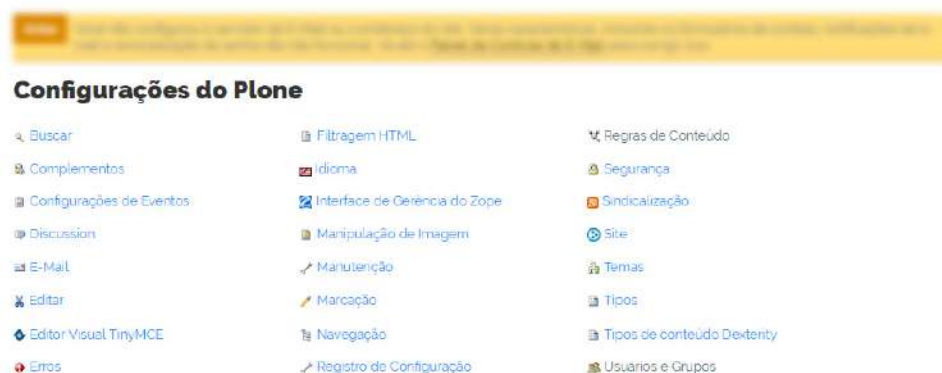 Configurações do Plone
Buscar
Filtragem HTML
Regras de Conteúdo
Complementos
Idioma
Segurança
Configurações de Eventos
Interface de Gerência do Zope
Sindicalização
Discussion
Manipulação de Imagem
Site
E-Mail
Manutenção
Temas
Editar
Marcação
Tipos
Editor Visual TinyMCE
Navegação
Tipos de conteúdo Dexterity
Erros
Registro de Configuração
Usuários e Grupos